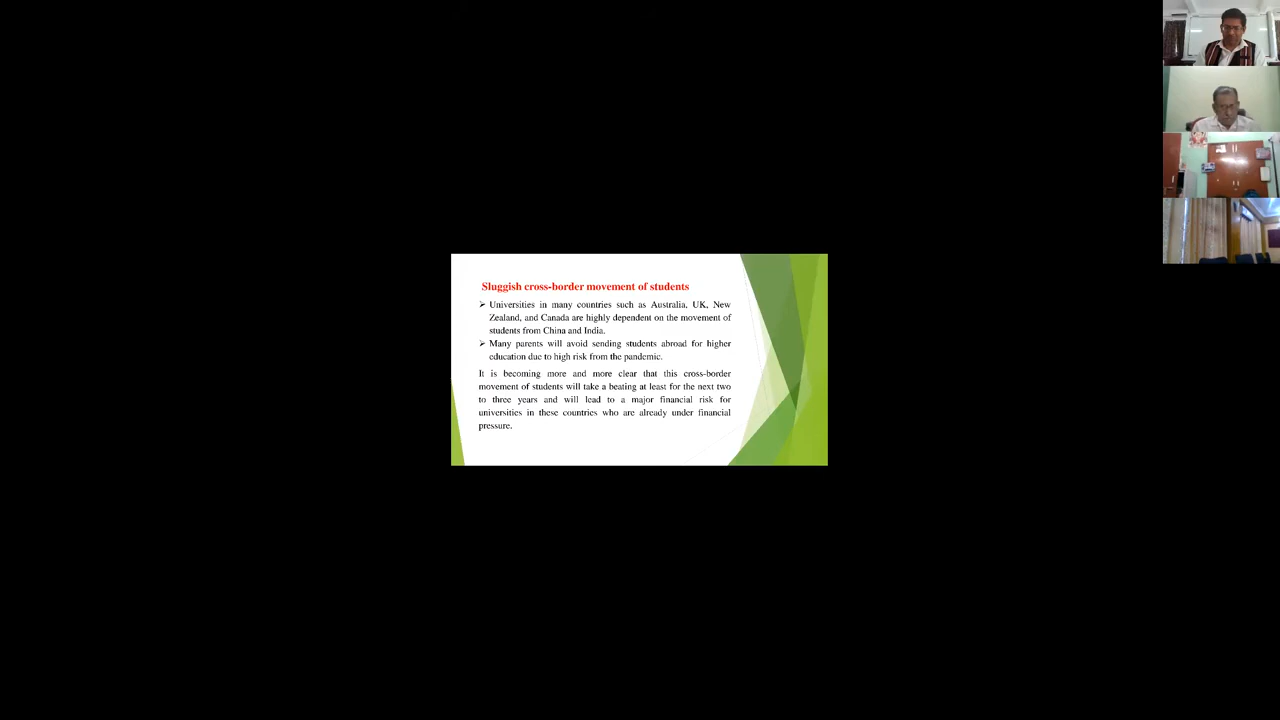 Sluggish cross-border movement of students
➢ Universities in many countries such as Australia, UK, New
Zealand, and Canada are highly dependent on the movement of
students from China and India.
➢ Many parents will avoid sending students abroad for higher
education due to high risk from the pandemic.
It is becoming more and more clear that this cross-border
movement of students will take a beating at least for the next two
to three years and will lead to a major financial risk for
universities in these countries who are already under financial
pressure.